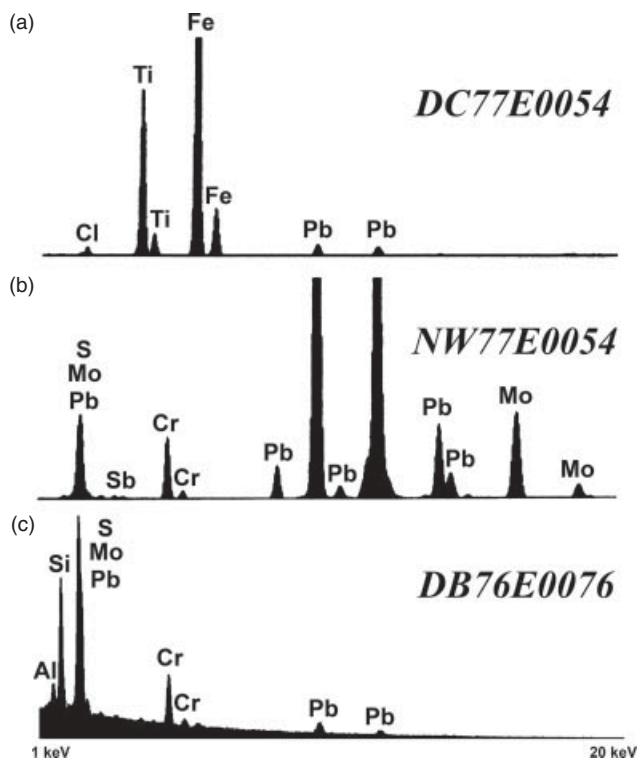 (a)
Fe
Ti
DC77E0054
Fe
Ti
Cl
Pb
Pb
(b)
NW77E0054
S
Mo
Pb
Cr
Sb
Cr
Pb
Pb
Pb
Pb
Mo
Mo
(c)
S
Mo
Pb
Si
DB76E0076
Al
Cr
Cr
Pb
Pb
1 keV
20 keV